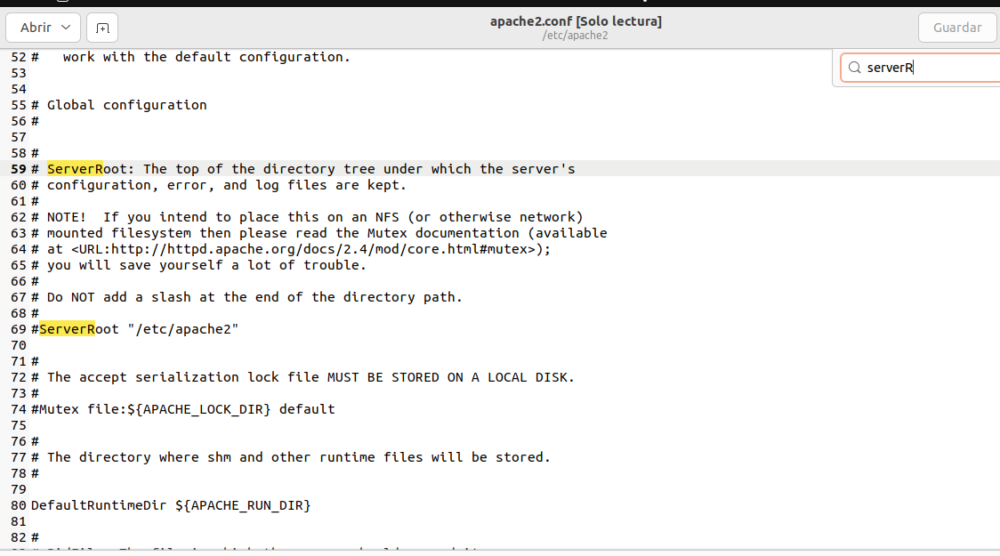 Abrir
apache2.conf [Solo lectura]
/etc/apache2
Guardar
serverR
52 #   work with the default configuration.
53
54
55 # Global configuration
56 #
57
58 #
59 # ServerRoot: The top of the directory tree under which the server's
60 # configuration, error, and log files are kept.
61 #
62 # NOTE!  If you intend to place this on an NFS (or otherwise network)
63 # mounted filesystem then please read the Mutex documentation (available
64 # at <URL:http://httpd.apache.org/docs/2.4/mod/core.html#mutex>);
65 # you will save yourself a lot of trouble.
66 #
67 # Do NOT add a slash at the end of the directory path.
68 #
69 #ServerRoot "/etc/apache2"
70
71 #
72 # The accept serialization lock file MUST BE STORED ON A LOCAL DISK.
73 #
74 #Mutex file:${APACHE_LOCK_DIR} default
75
76 #
77 # The directory where shm and other runtime files will be stored.
78 #
79
80 DefaultRuntimeDir ${APACHE_RUN_DIR}
81
82 #